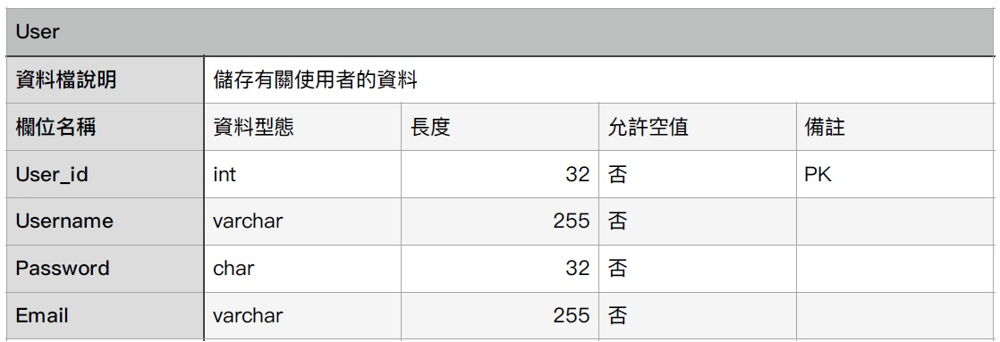 User
資料檔說明 儲存有關使用者的資料
欄位名稱 資料型態 長度 允許空值 備註
User_id int 32 否 PK
Username varchar 255 否
Password char 32 否
Email varchar 255 否